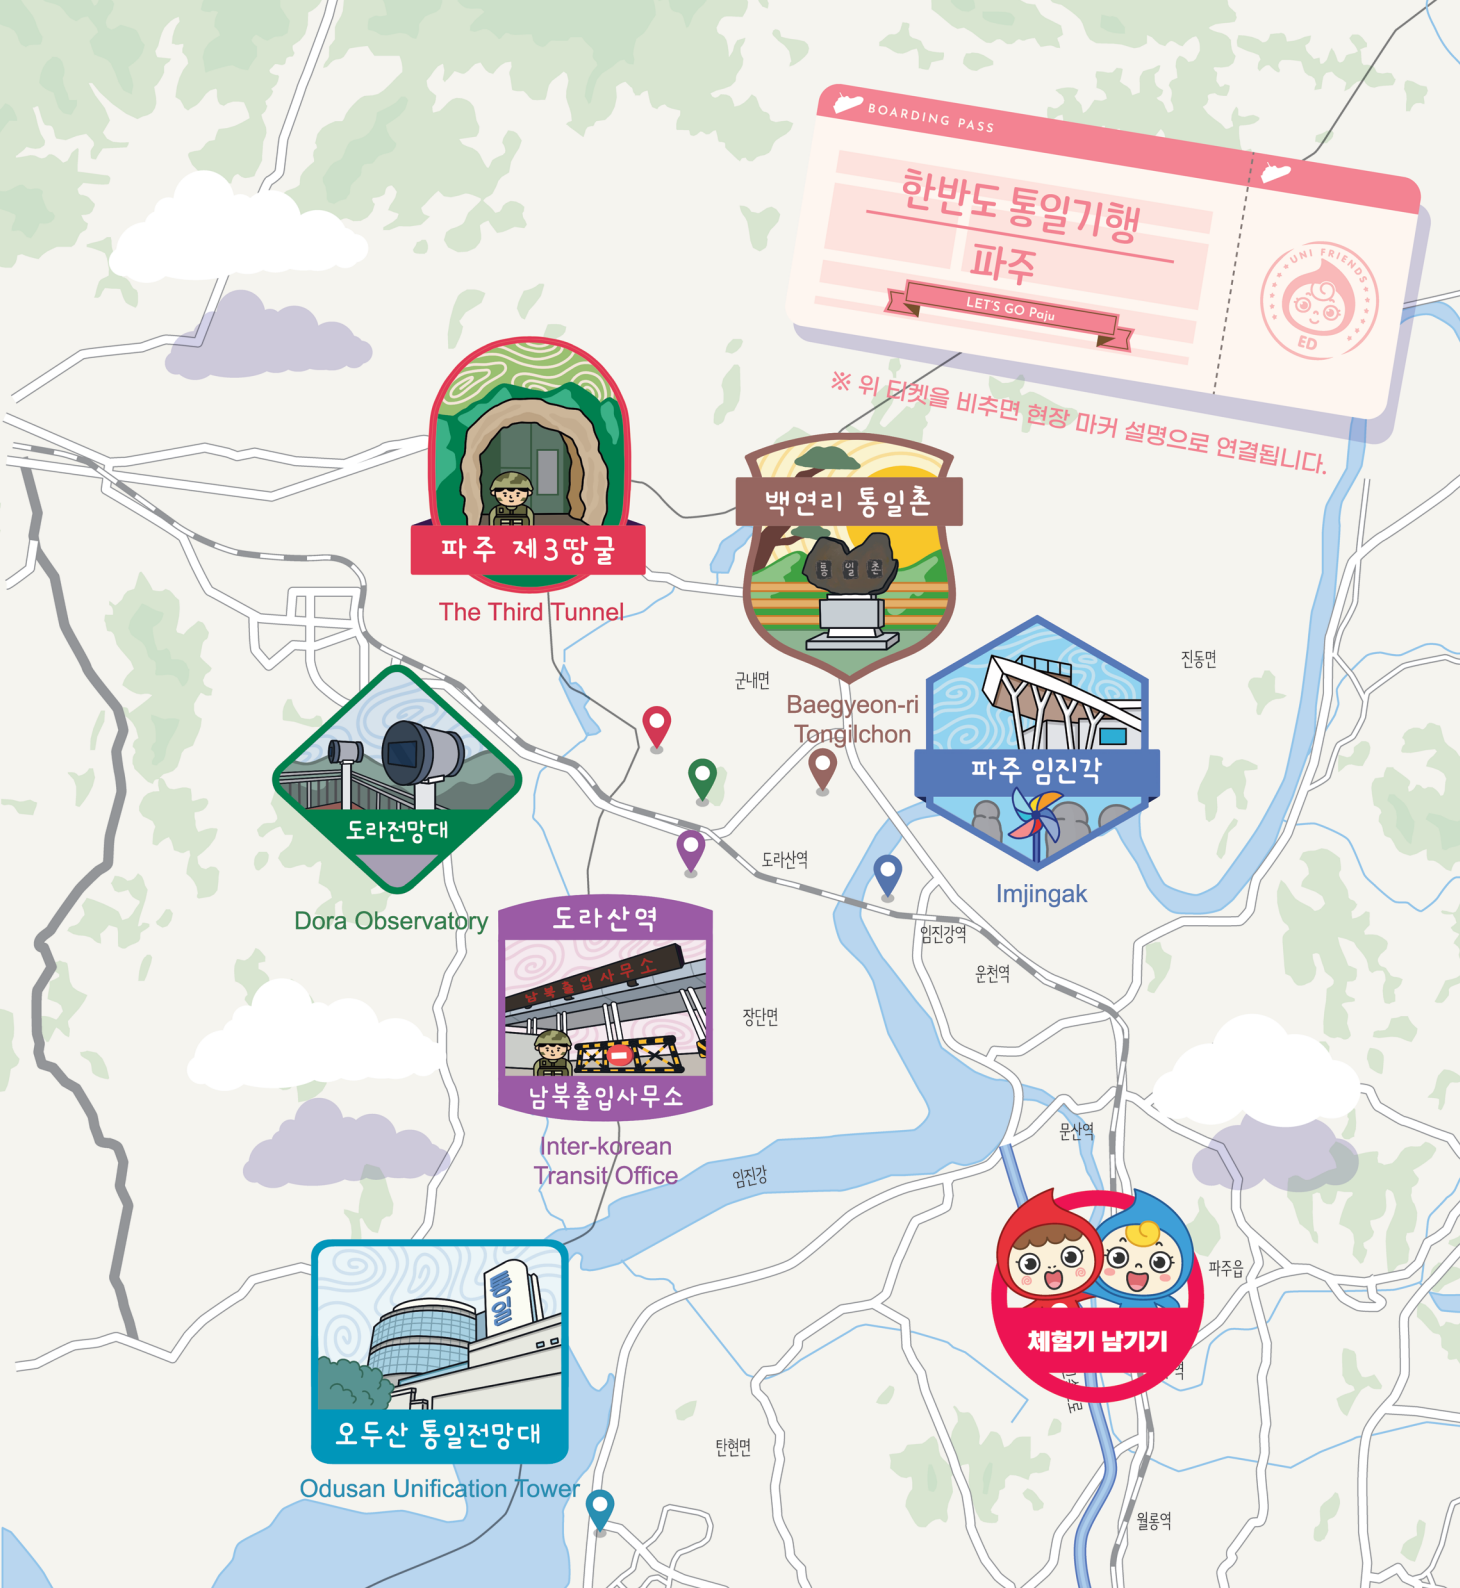 BOARDING PASS
한반도 통일기행
파주
LET'S GO Paju
UNI FRIENDS
ED
※ 위 티켓을 비추면 현장 마커 설명으로 연결됩니다.
파주 제3땅굴
The Third Tunnel
백연리 통일촌
통일촌
Baegyeon-ri
Tongilchon
군내면
진동면
파주 임진각
Imjingak
도라전망대
Dora Observatory
도라산역
임진강역
운천역
도라산역
남북출입사무소
남북출입사무소
Inter-korean
Transit Office
장단면
문산역
임진강
파주읍
체험기 남기기
역
통일
오두산 통일전망대
Odusan Unification Tower
탄현면
월롱역